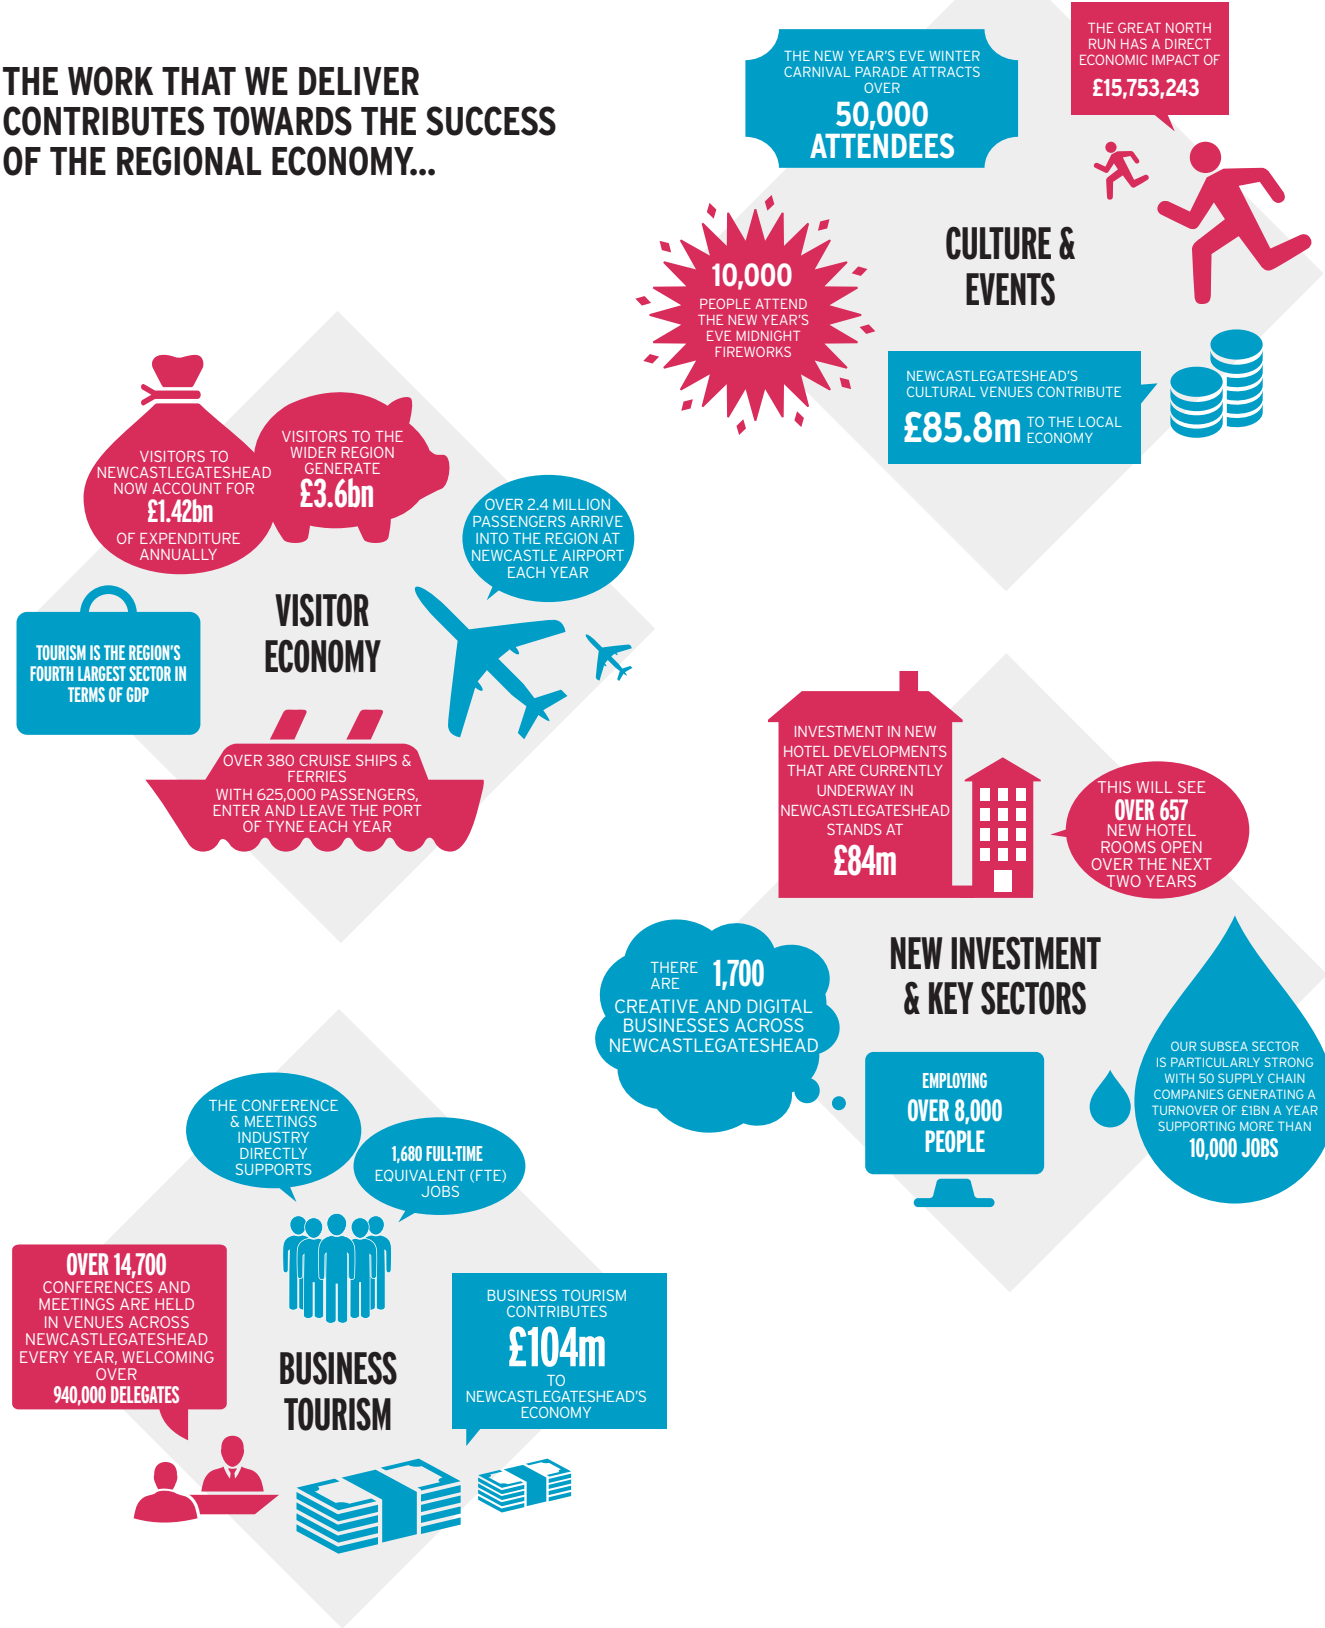 THE WORK THAT WE DELIVER
CONTRIBUTES TOWARDS THE SUCCESS
OF THE REGIONAL ECONOMY...
THE NEW YEAR'S EVE WINTER
CARNIVAL PARADE ATTRACTS
OVER
50,000
ATTENDEES
THE GREAT NORTH
RUN HAS A DIRECT
ECONOMIC IMPACT OF
£15,753,243
10,000
PEOPLE ATTEND
THE NEW YEAR'S
EVE MIDNIGHT
FIREWORKS
CULTURE &
EVENTS
NEWCASTLEGATESHEAD'S
CULTURAL VENUES CONTRIBUTE
£85.8m TO THE LOCAL
ECONOMY
VISITORS TO
NEWCASTLEGATESHEAD
NOW ACCOUNT FOR
£1.42bn
OF EXPENDITURE
ANNUALLY
VISITORS TO THE
WIDER REGION
GENERATE
£3.6bn
OVER 2.4 MILLION
PASSENGERS ARRIVE
INTO THE REGION AT
NEWCASTLE AIRPORT
EACH YEAR
VISITOR
ECONOMY
TOURISM IS THE REGION'S
FOURTH LARGEST SECTOR IN
TERMS OF GDP
OVER 380 CRUISE SHIPS &
FERRIES
WITH 625,000 PASSENGERS,
ENTER AND LEAVE THE PORT
OF TYNE EACH YEAR
INVESTMENT IN NEW
HOTEL DEVELOPMENTS
THAT ARE CURRENTLY
UNDERWAY IN
NEWCASTLEGATESHEAD
STANDS AT
£84m
THIS WILL SEE
OVER 657
NEW HOTEL
ROOMS OPEN
OVER THE NEXT
TWO YEARS
NEW INVESTMENT
& KEY SECTORS
THERE
ARE 1,700
CREATIVE AND DIGITAL
BUSINESSES ACROSS
NEWCASTLEGATESHEAD
EMPLOYING
OVER 8,000
PEOPLE
OUR SUBSEA SECTOR
IS PARTICULARLY STRONG
WITH 50 SUPPLY CHAIN
COMPANIES GENERATING A
TURNOVER OF £1BN A YEAR
SUPPORTING MORE THAN
10,000 JOBS
THE CONFERENCE
& MEETINGS
INDUSTRY
DIRECTLY
SUPPORTS
1,680 FULL-TIME
EQUIVALENT (FTE)
JOBS
OVER 14,700
CONFERENCES AND
MEETINGS ARE HELD
IN VENUES ACROSS
NEWCASTLEGATESHEAD
EVERY YEAR, WELCOMING
OVER
940,000 DELEGATES
BUSINESS
TOURISM
BUSINESS TOURISM
CONTRIBUTES
£104m
TO
NEWCASTLEGATESHEAD'S
ECONOMY